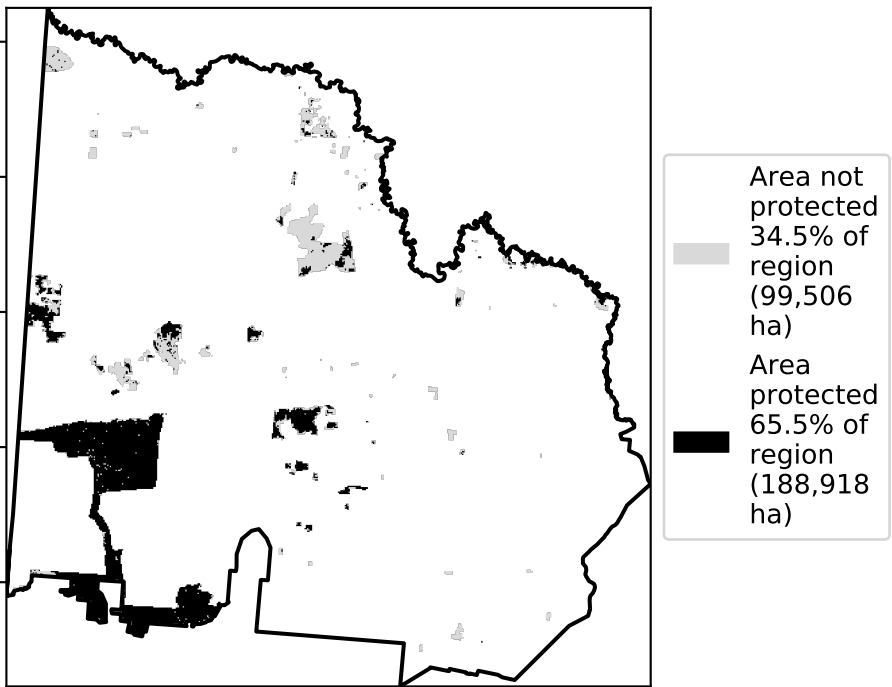 Area not
protected
34.5% of
region
(99,506
ha)
Area
protected
65.5% of
region
(188,918
ha)